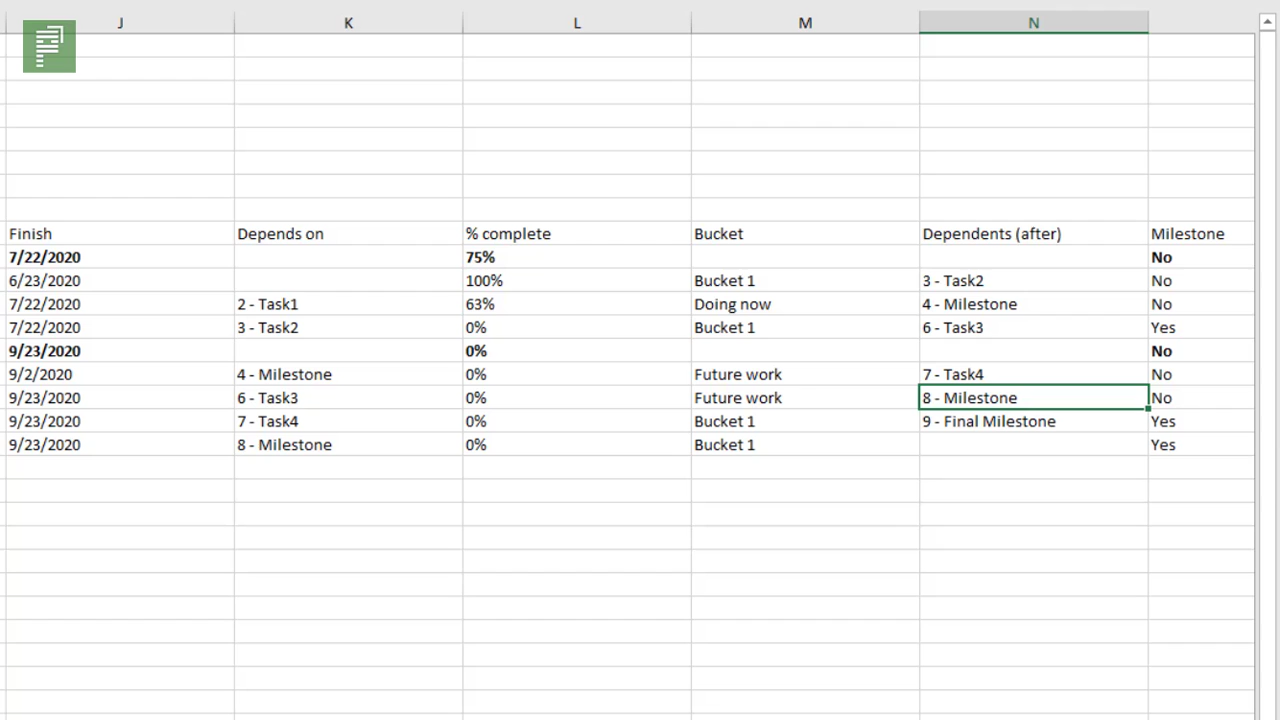 J K L M N
Finish Depends on % complete Bucket Dependents (after) Milestone
7/22/2020 75% No
6/23/2020 100% Bucket 1 3 - Task2 No
7/22/2020 2 - Task1 63% Doing now 4 - Milestone No
7/22/2020 3 - Task2 0% Bucket 1 6 - Task3 Yes
9/23/2020 0% No
9/2/2020 4 - Milestone 0% Future work 7 - Task4 No
9/23/2020 6 - Task3 0% Future work 8 - Milestone No
9/23/2020 7 - Task4 0% Bucket 1 9 - Final Milestone Yes
9/23/2020 8 - Milestone 0% Bucket 1 Yes